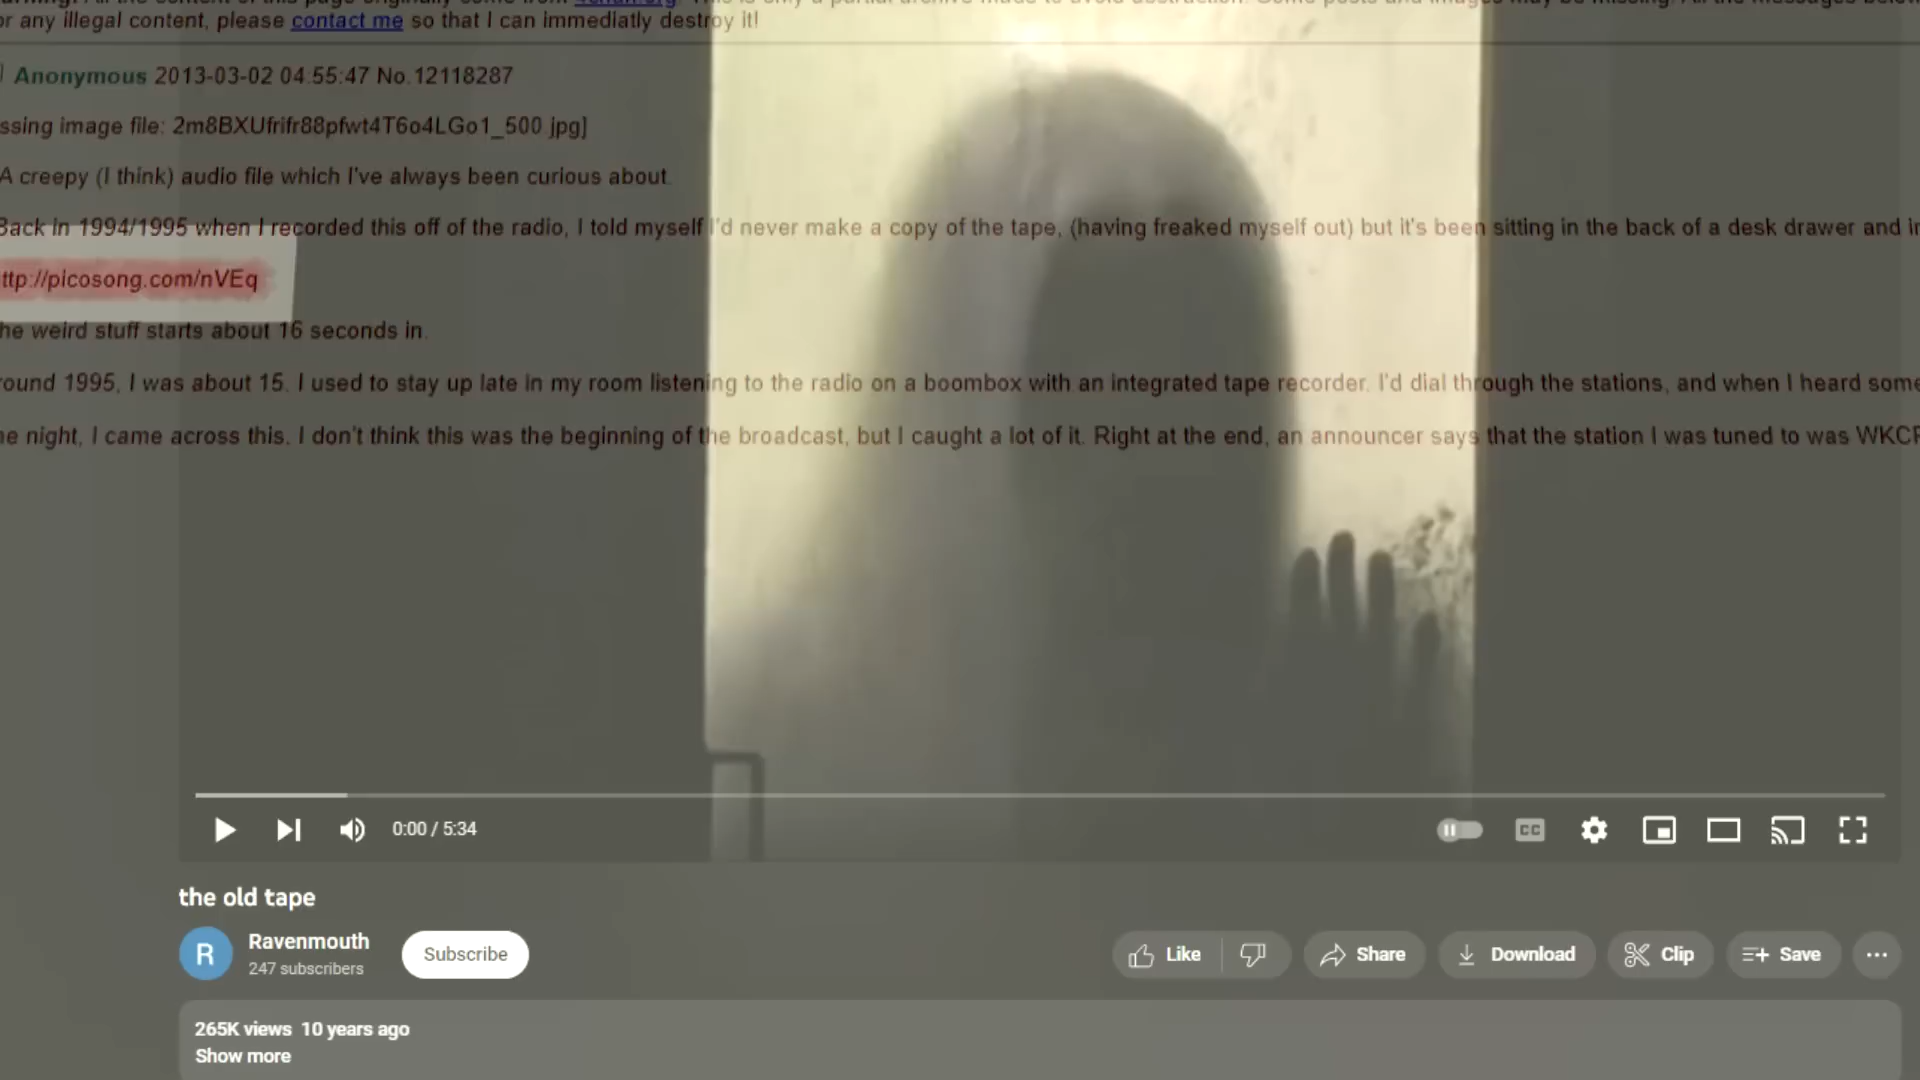 or any illegal content, please contact me so that I can immediatly destroy it!
Anonymous 2013-03-02 04:55:47 No.12118287
ssing image file: 2m8BXUfrifr88pfwt4T6o4LGo1_500 jpg]
A creepy (I think) audio file which I've always been curious about.
Back in 1994/1995 when I recorded this off of the radio, I told myself I'd never make a copy of the tape, (having freaked myself out) but it's been sitting in the back of a desk drawer and in
ttp://picosong.com/nVEq
he weird stuff starts about 16 seconds in.
round 1995, I was about 15. I used to stay up late in my room listening to the radio on a boombox with an integrated tape recorder. I'd dial through the stations, and when I heard some
ne night, I came across this. I don't think this was the beginning of the broadcast, but I caught a lot of it. Right at the end, an announcer says that the station I was tuned to was WKCR
0:00 / 5:34
CC
the old tape
R
Ravenmouth
247 subscribers
Subscribe
Like
Share
Download
Clip
Save
265K views 10 years ago
Show more